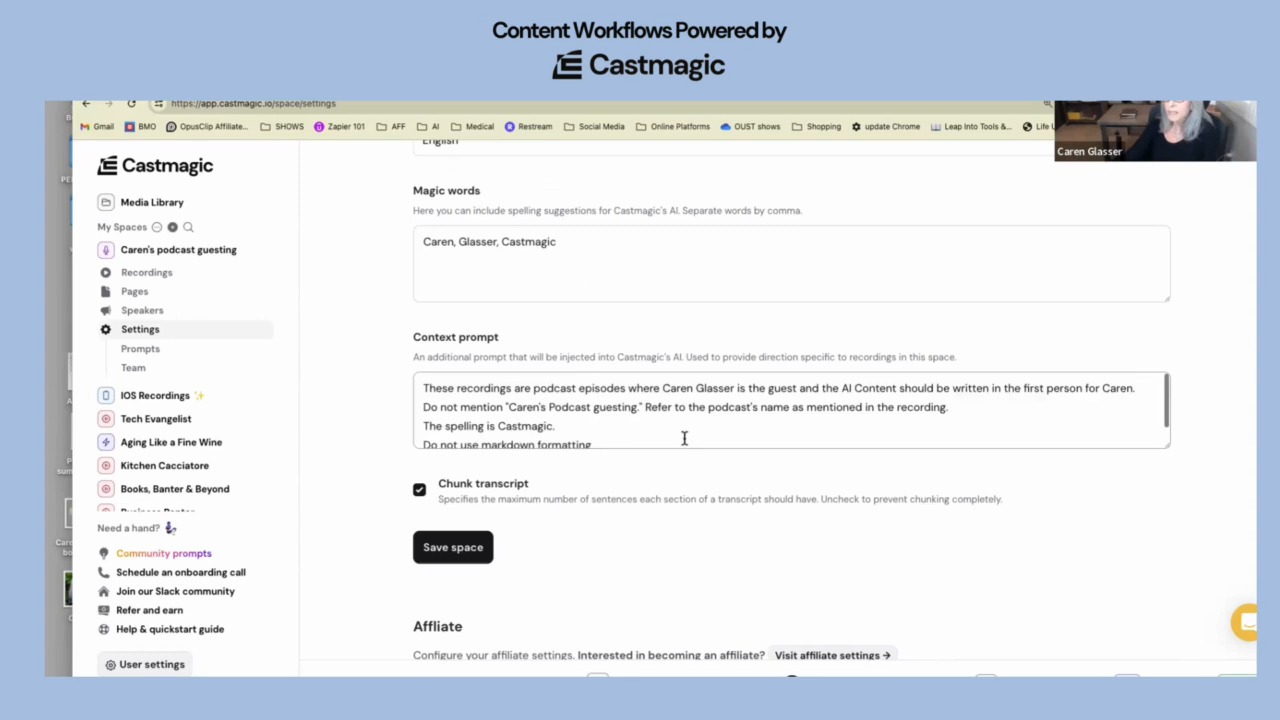 Content Workflows Powered by
Castmagic
https://app.castmagic.io/space/settings
Gmail
BMO
OpusClip Affiliate...
SHOWS
Zapier 101
AFF
AI
Medical
Restream
Social Media
Online Platforms
OUST shows
Shopping
update Chrome
Leap Into Tools &...
Life
Caren Glasser
Castmagic
Media Library
My Spaces
Caren's podcast guesting
Recordings
Pages
Speakers
Settings
Prompts
Team
IOS Recordings ✨
Tech Evangelist
Aging Like a Fine Wine
Kitchen Cacciatore
Books, Banter & Beyond
Business Banter
Need a hand?
Community prompts
Schedule an onboarding call
Join our Slack community
Refer and earn
Help & quickstart guide
User settings
English
Magic words
Here you can include spelling suggestions for Castmagic's AI. Separate words by comma.
Caren, Glasser, Castmagic
Context prompt
An additional prompt that will be injected into Castmagic's AI. Used to provide direction specific to recordings in this space.
These recordings are podcast episodes where Caren Glasser is the guest and the AI Content should be written in the first person for Caren.
Do not mention "Caren's Podcast guesting." Refer to the podcast's name as mentioned in the recording.
The spelling is Castmagic.
Do not use markdown formatting
Chunk transcript
Specifies the maximum number of sentences each section of a transcript should have. Uncheck to prevent chunking completely.
Save space
Affliate
Configure your affiliate settings. Interested in becoming an affiliate? Visit affiliate settings →